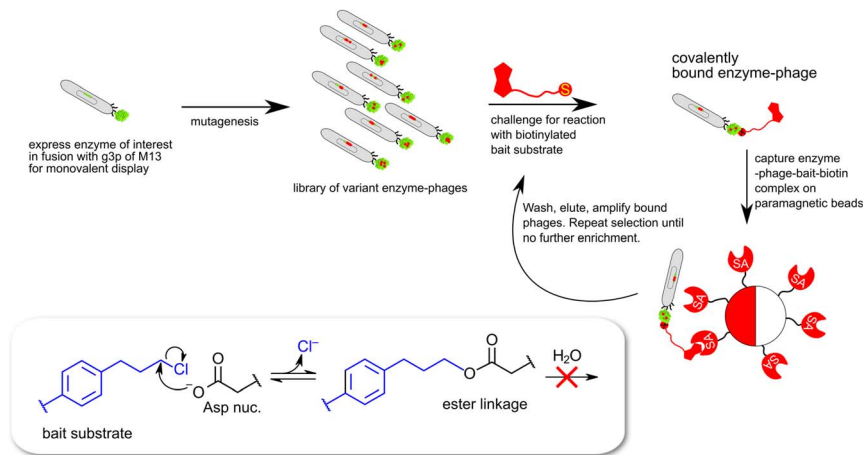 express enzyme of interest
in fusion with g3p of M13
for monovalent display
mutagenesis
library of variant enzyme-phages
S
challenge for reaction
with biotinylated
bait substrate
covalently
bound enzyme-phage
capture enzyme
-phage-bait-biotin
complex on
paramagnetic beads
Wash, elute, amplify bound
phages. Repeat selection until
no further enrichment.
SA
SA
SA
SA
SA
SA
Cl
bait substrate
O
⁻O
Asp nuc.
Cl⁻
O
O
ester linkage
H₂O